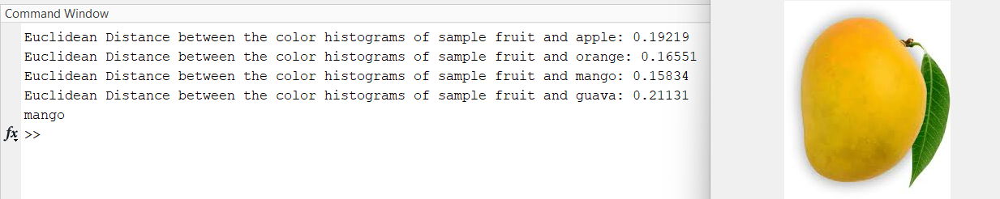 Command Window
Euclidean Distance between the color histograms of sample fruit and apple: 0.19219
Euclidean Distance between the color histograms of sample fruit and orange: 0.16551
Euclidean Distance between the color histograms of sample fruit and mango: 0.15834
Euclidean Distance between the color histograms of sample fruit and guava: 0.21131
mango
fx >>